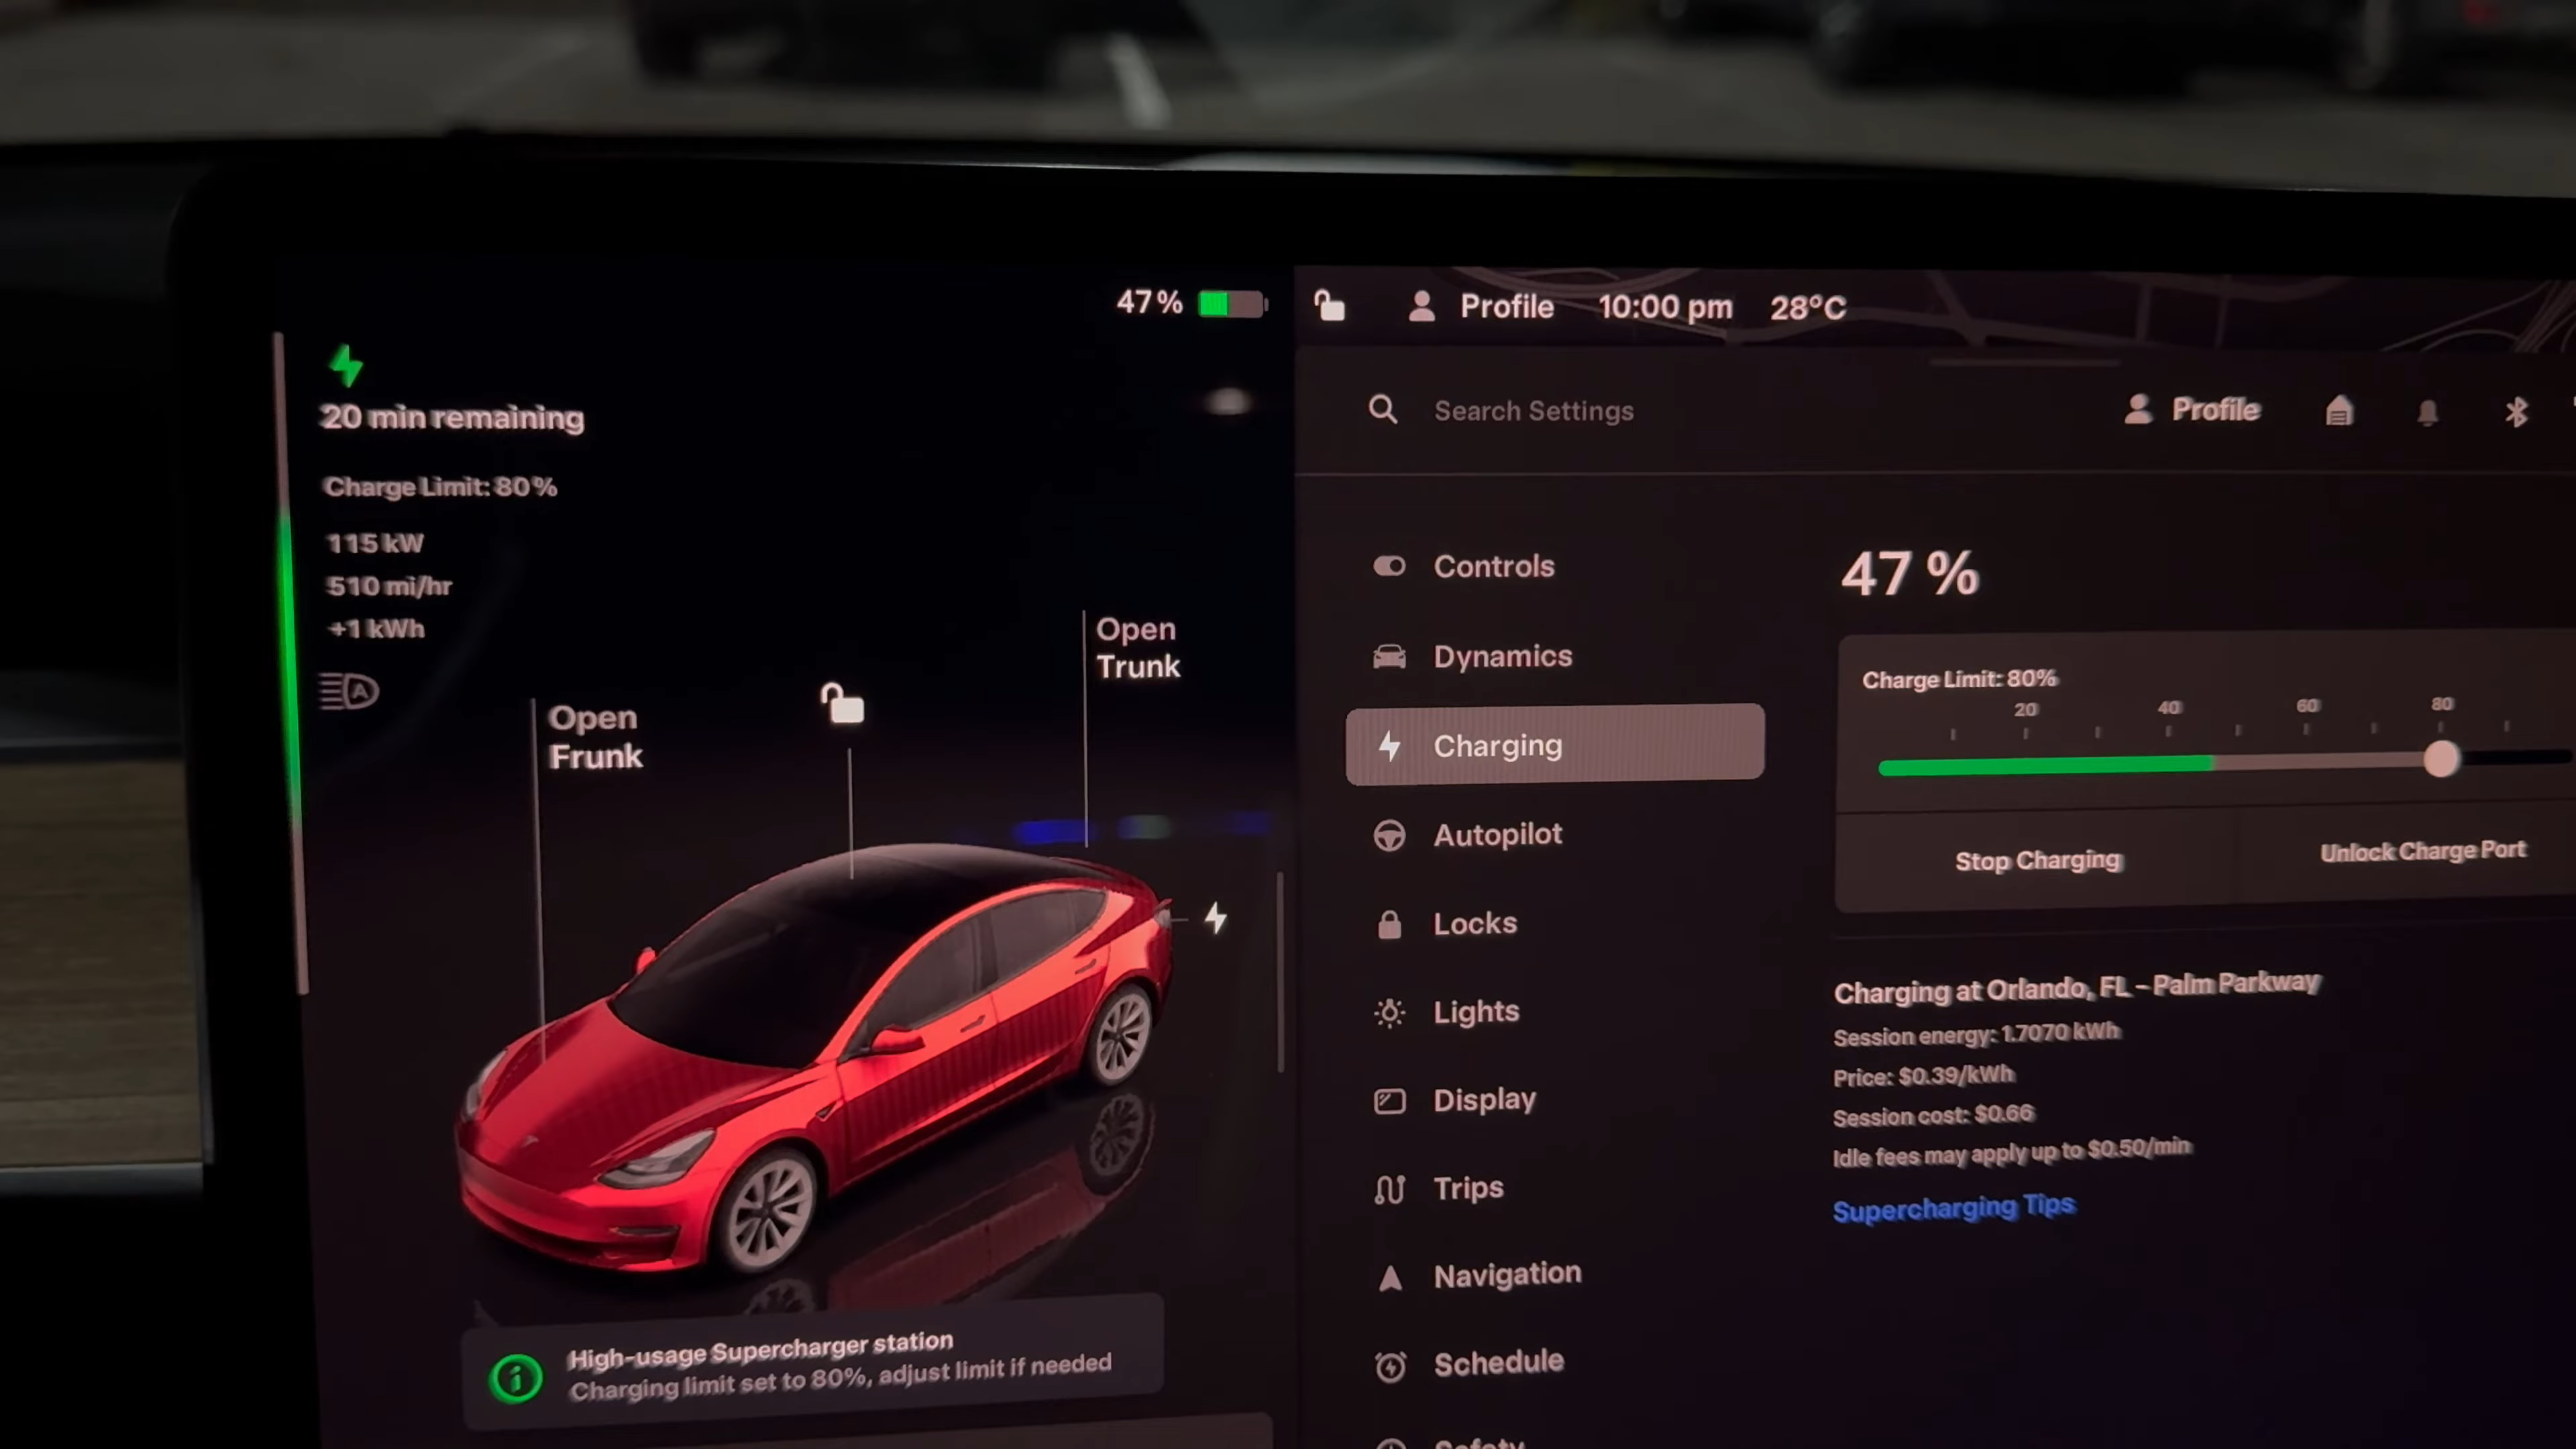 47%
20 min remaining
Charge Limit: 80%
115 kW
510 mi/hr
+1 kWh
Open
Trunk
Open
Frunk
High-usage Supercharger station
Charging limit set to 80%, adjust limit if needed
Profile 10:00 pm 28°C
Search Settings
Profile
Controls
Dynamics
Charging
Autopilot
Locks
Lights
Display
Trips
Navigation
Schedule
Safety
47 %
Charge Limit: 80%
20 40 60 80
Stop Charging
Unlock Charge Port
Charging at Orlando, FL – Palm Parkway
Session energy: 1.7070 kWh
Price: $0.39/kWh
Session cost: $0.66
Idle fees may apply up to $0.50/min
Supercharging Tips